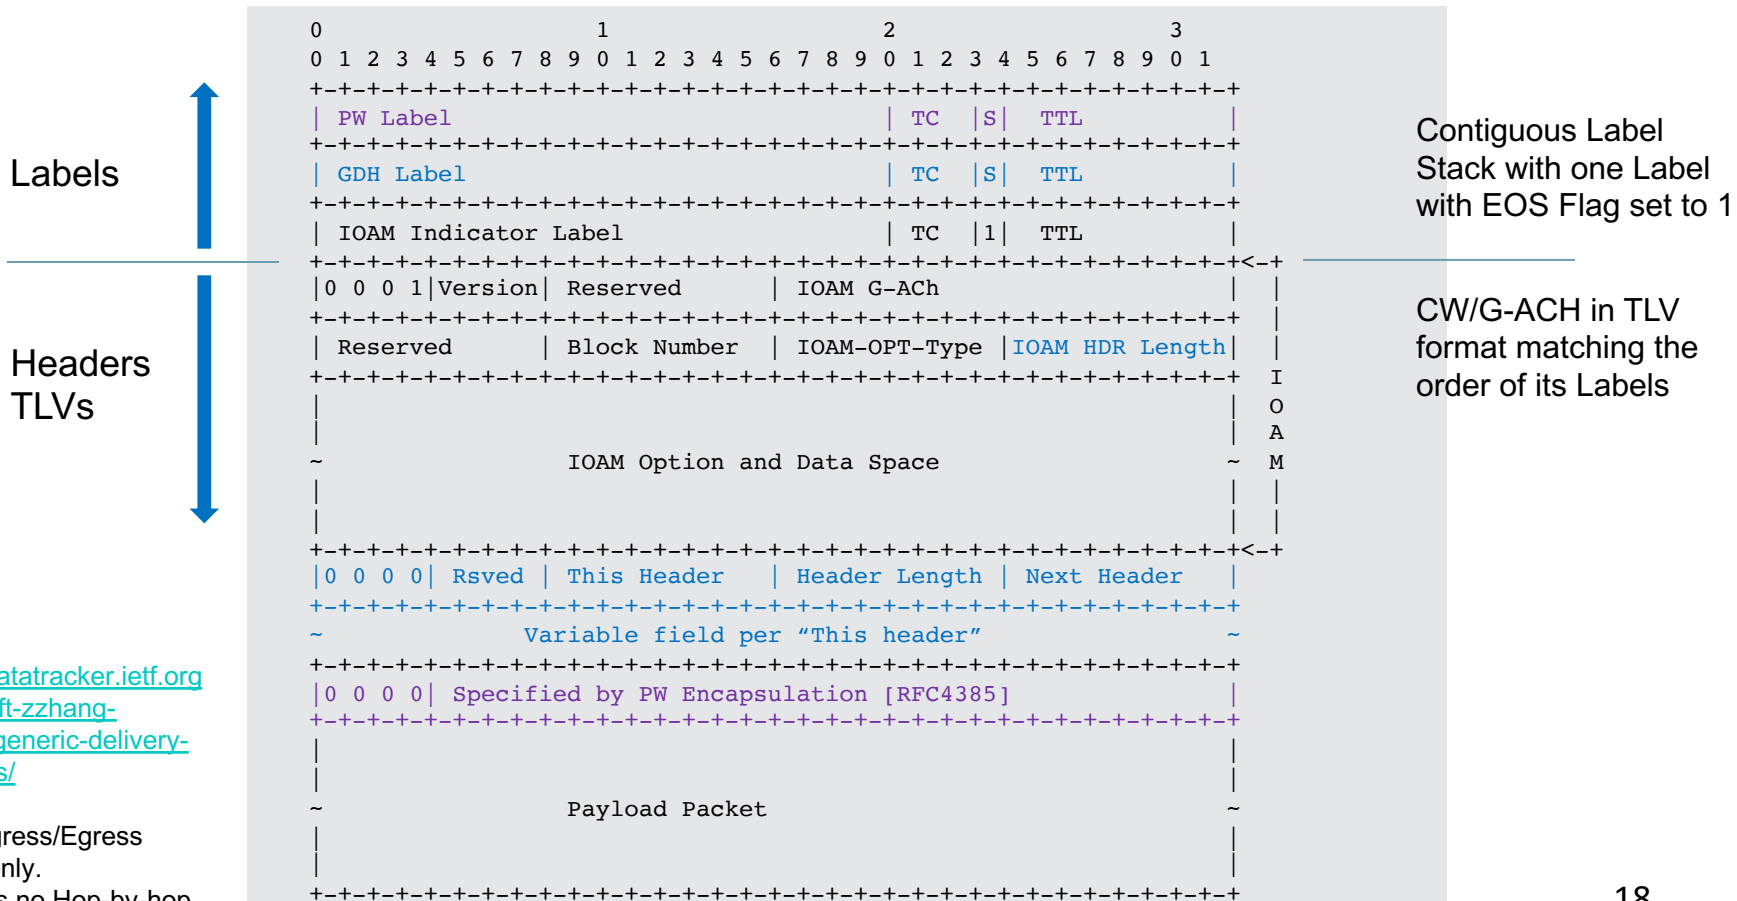 0 1 2 3
0 1 2 3 4 5 6 7 8 9 0 1 2 3 4 5 6 7 8 9 0 1 2 3 4 5 6 7 8 9 0 1
+-+-+-+-+-+-+-+-+-+-+-+-+-+-+-+-+-+-+-+-+-+-+-+-+-+-+-+-+-+-+-+-+
| PW Label | TC |S| TTL |
+-+-+-+-+-+-+-+-+-+-+-+-+-+-+-+-+-+-+-+-+-+-+-+-+-+-+-+-+-+-+-+-+
| GDH Label | TC |S| TTL |
+-+-+-+-+-+-+-+-+-+-+-+-+-+-+-+-+-+-+-+-+-+-+-+-+-+-+-+-+-+-+-+-+
| IOAM Indicator Label | TC |1| TTL |
+-+-+-+-+-+-+-+-+-+-+-+-+-+-+-+-+-+-+-+-+-+-+-+-+-+-+-+-+-+-+-+-+<-+
|0 0 0 1|Version| Reserved | IOAM G-ACh | |
+-+-+-+-+-+-+-+-+-+-+-+-+-+-+-+-+-+-+-+-+-+-+-+-+-+-+-+-+-+-+-+-+ |
| Reserved | Block Number | IOAM-OPT-Type |IOAM HDR Length| |
+-+-+-+-+-+-+-+-+-+-+-+-+-+-+-+-+-+-+-+-+-+-+-+-+-+-+-+-+-+-+-+-+ I
| | O
| | A
~ IOAM Option and Data Space ~ M
| | |
| | |
+-+-+-+-+-+-+-+-+-+-+-+-+-+-+-+-+-+-+-+-+-+-+-+-+-+-+-+-+-+-+-+-+<-+
|0 0 0 0| Rsved | This Header | Header Length | Next Header |
+-+-+-+-+-+-+-+-+-+-+-+-+-+-+-+-+-+-+-+-+-+-+-+-+-+-+-+-+-+-+-+-+
~ Variable field per “This header” ~
+-+-+-+-+-+-+-+-+-+-+-+-+-+-+-+-+-+-+-+-+-+-+-+-+-+-+-+-+-+-+-+-+
|0 0 0 0| Specified by PW Encapsulation [RFC4385] |
+-+-+-+-+-+-+-+-+-+-+-+-+-+-+-+-+-+-+-+-+-+-+-+-+-+-+-+-+-+-+-+-+
| |
| |
~ Payload Packet ~
| |
| |
+-+-+-+-+-+-+-+-+-+-+-+-+-+-+-+-+-+-+-+-+-+-+-+-+-+-+-+-+-+-+-+-+
Labels
Headers
TLVs
atatracker.ietf.org
ft-zzhang-
generic-delivery-
s/
gress/Egress
nly.
s no Hop-by-hop
Contiguous Label
Stack with one Label
with EOS Flag set to 1
CW/G-ACH in TLV
format matching the
order of its Labels
18